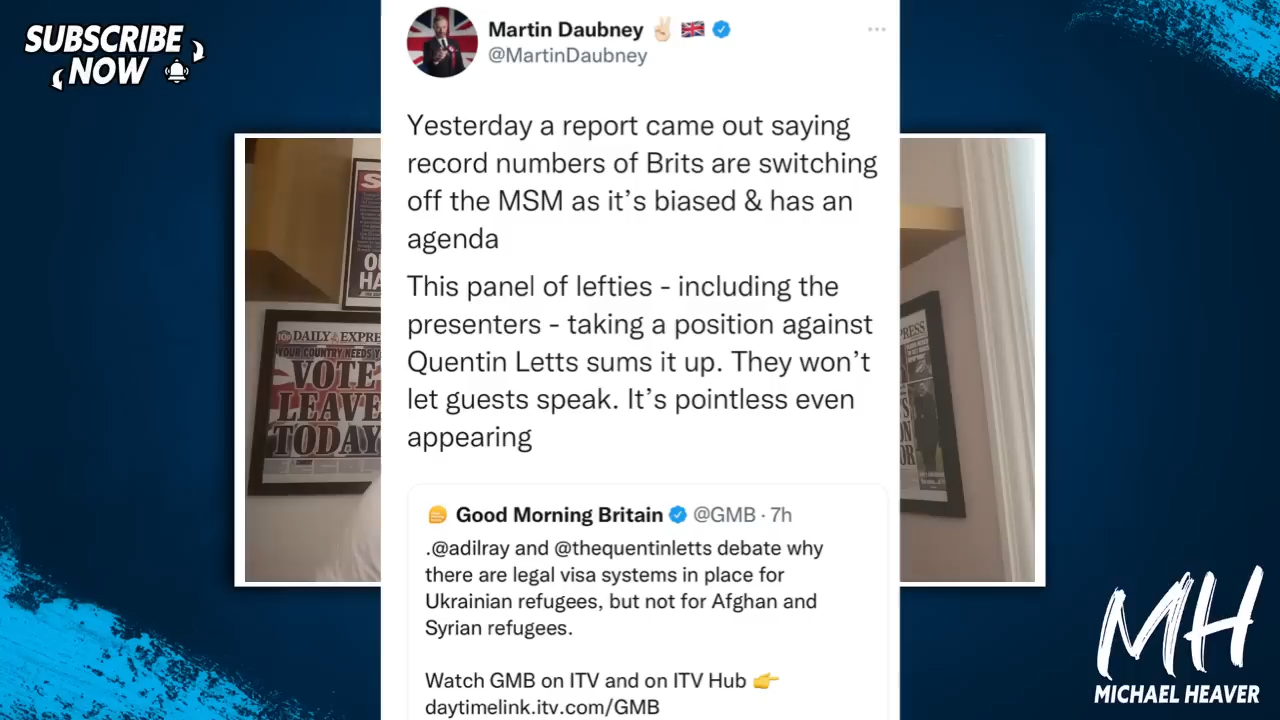 SUBSCRIBE
NOW
Martin Daubney ✌🏻 🇬🇧
@MartinDaubney
Yesterday a report came out saying
record numbers of Brits are switching
off the MSM as it’s biased & has an
agenda
This panel of lefties - including the
presenters - taking a position against
Quentin Letts sums it up. They won’t
let guests speak. It’s pointless even
appearing
Good Morning Britain @GMB · 7h
.@adilray and @thequentinletts debate why
there are legal visa systems in place for
Ukrainian refugees, but not for Afghan and
Syrian refugees.
Watch GMB on ITV and on ITV Hub 👉
daytimelink.itv.com/GMB
DAILY EXPRE
YOUR COUNTRY NEEDS Y
VOTE
LEAVE
TODAY
PRESS
MH
MICHAEL HEAVER